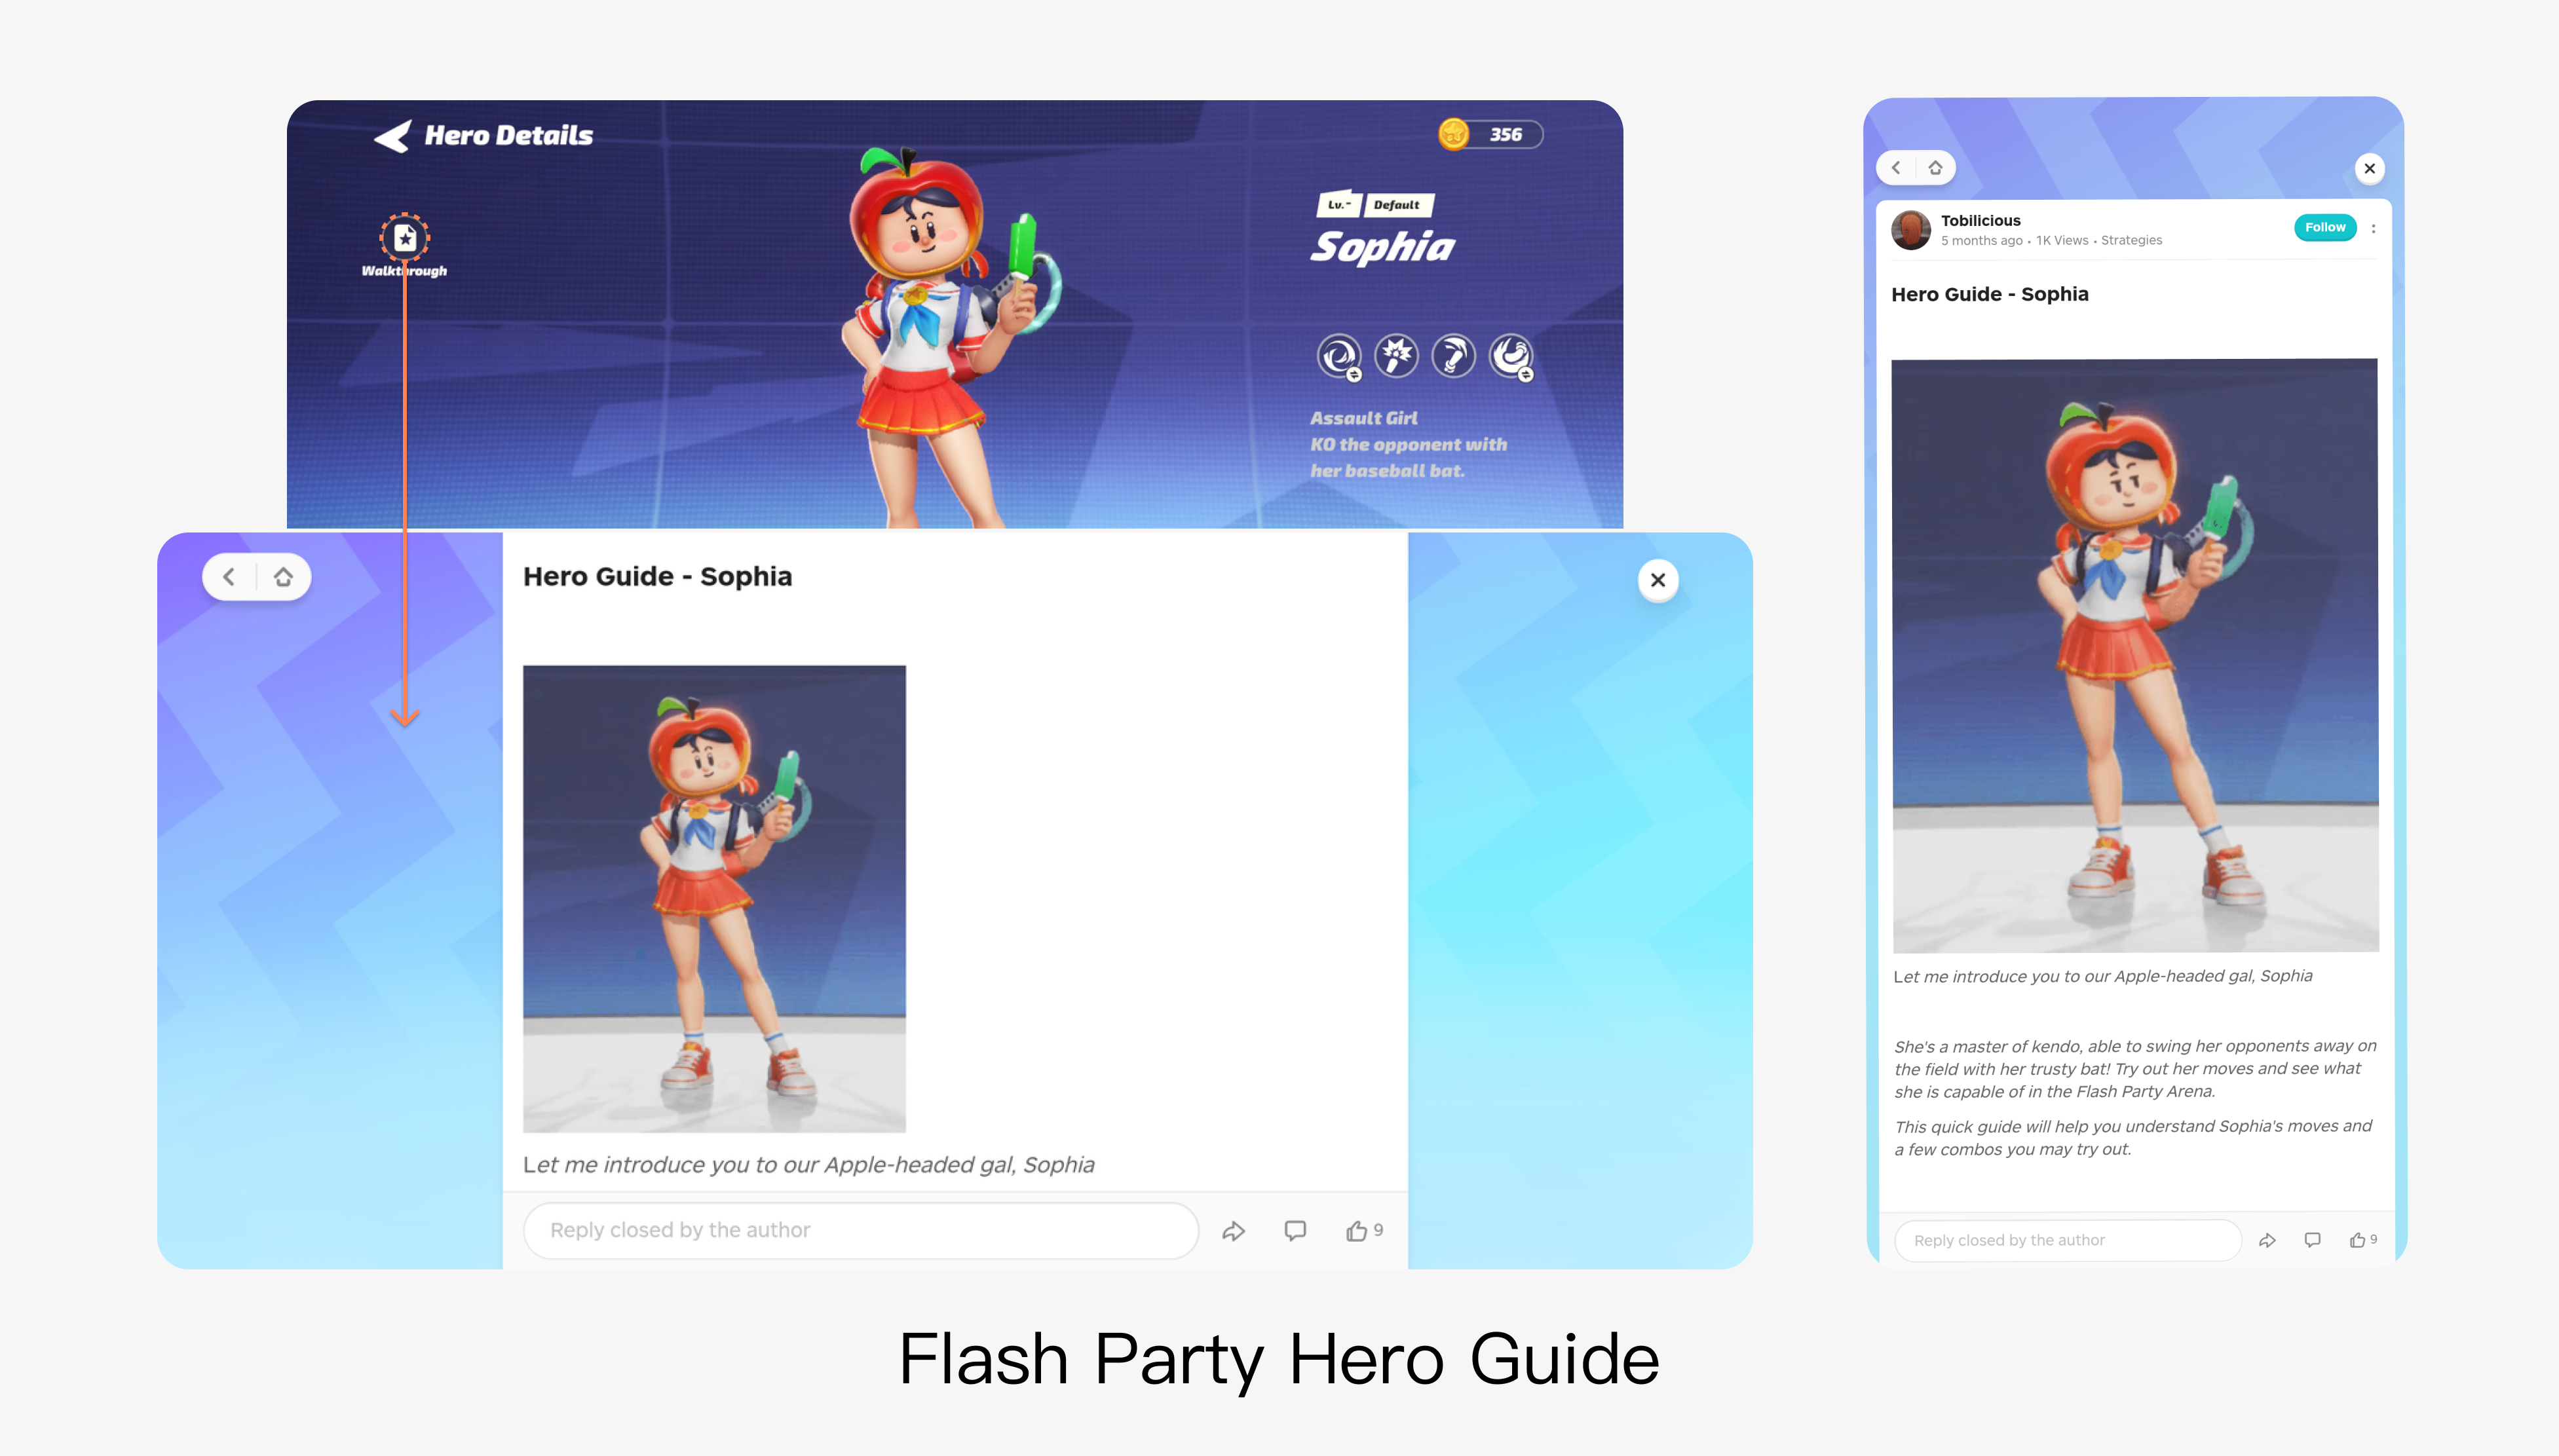 Hero Details
356
Walkthrough
Lv.- Default
Sophia
Assault Girl
KO the opponent with
her baseball bat.
Hero Guide - Sophia
Let me introduce you to our Apple-headed gal, Sophia
Reply closed by the author
9
Tobilicious
5 months ago • 1K Views • Strategies
Follow
Hero Guide - Sophia
Let me introduce you to our Apple-headed gal, Sophia
She's a master of kendo, able to swing her opponents away on
the field with her trusty bat! Try out her moves and see what
she is capable of in the Flash Party Arena.
This quick guide will help you understand Sophia's moves and
a few combos you may try out.
Reply closed by the author
9
Flash Party Hero Guide